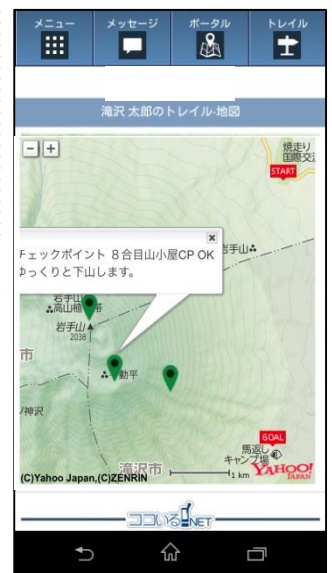 メニュー
メッセージ
ポータル
トレイル
滝沢 太郎のトレイル-地図
焼走り
国際交流
START
チェックポイント 8合目山小屋CP OK
ゆっくりと下山します。
岩手山
岩手山
高山植物帯
岩手山
2038
市
不動平
神沢
GOAL
馬返し
キャンプ場
滝沢市
1 km
YAHOO!
JAPAN
(C)Yahoo Japan,(C)ZENRIN
ココいるNET